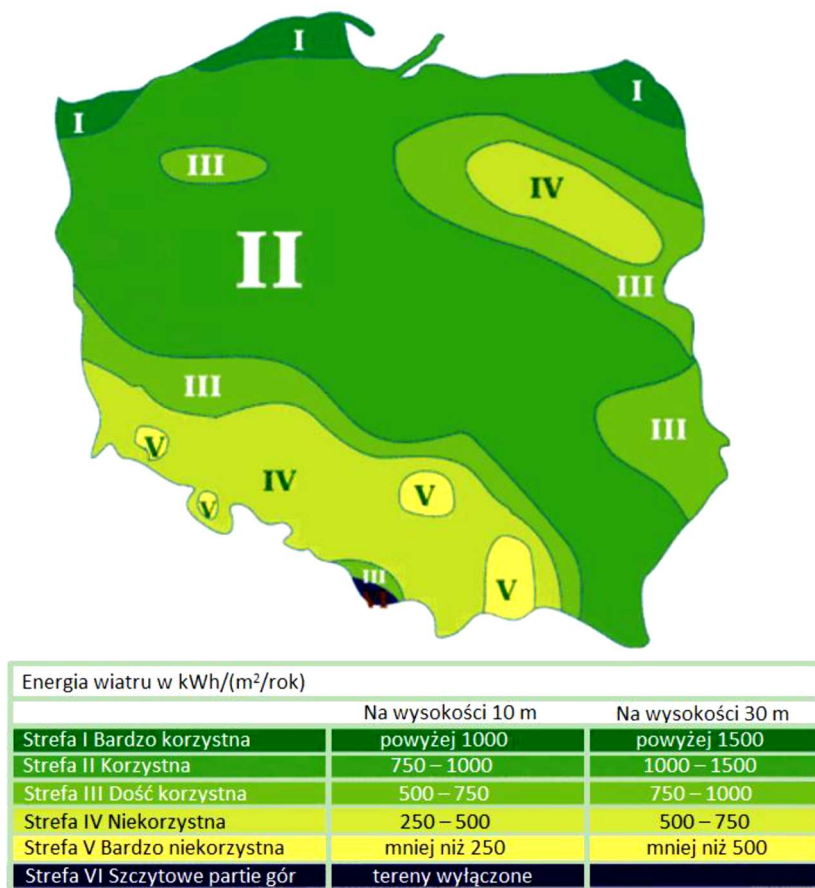 I
I
I
III
IV
II
III
III
III
V
IV
V
V
III
VI
V
Energia wiatru w kWh/(m²/rok)
Na wysokości 10 m Na wysokości 30 m
Strefa I Bardzo korzystna powyżej 1000 powyżej 1500
Strefa II Korzystna 750 – 1000 1000 – 1500
Strefa III Dość korzystna 500 – 750 750 – 1000
Strefa IV Niekorzystna 250 – 500 500 – 750
Strefa V Bardzo niekorzystna mniej niż 250 mniej niż 500
Strefa VI Szczytowe partie gór tereny wyłączone